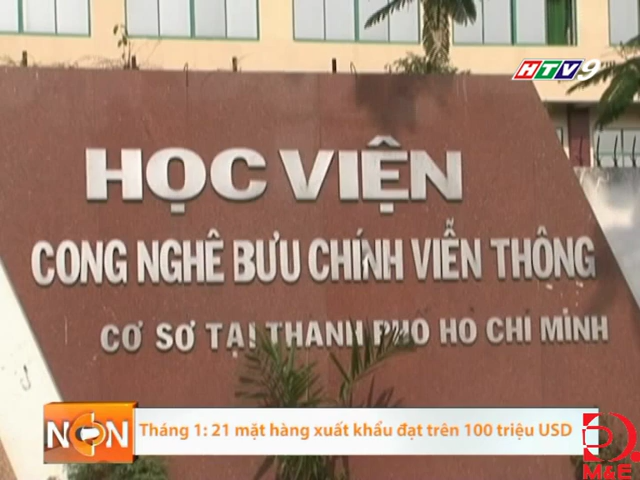 HTV9
HỌC VIỆN
CONG NGHÊ BƯU CHÍNH VIỄN THÔNG
CƠ SƠ TẠI THANH PHO HO CHI MINH
NCN Tháng 1: 21 mặt hàng xuất khẩu đạt trên 100 triệu USD
M&E